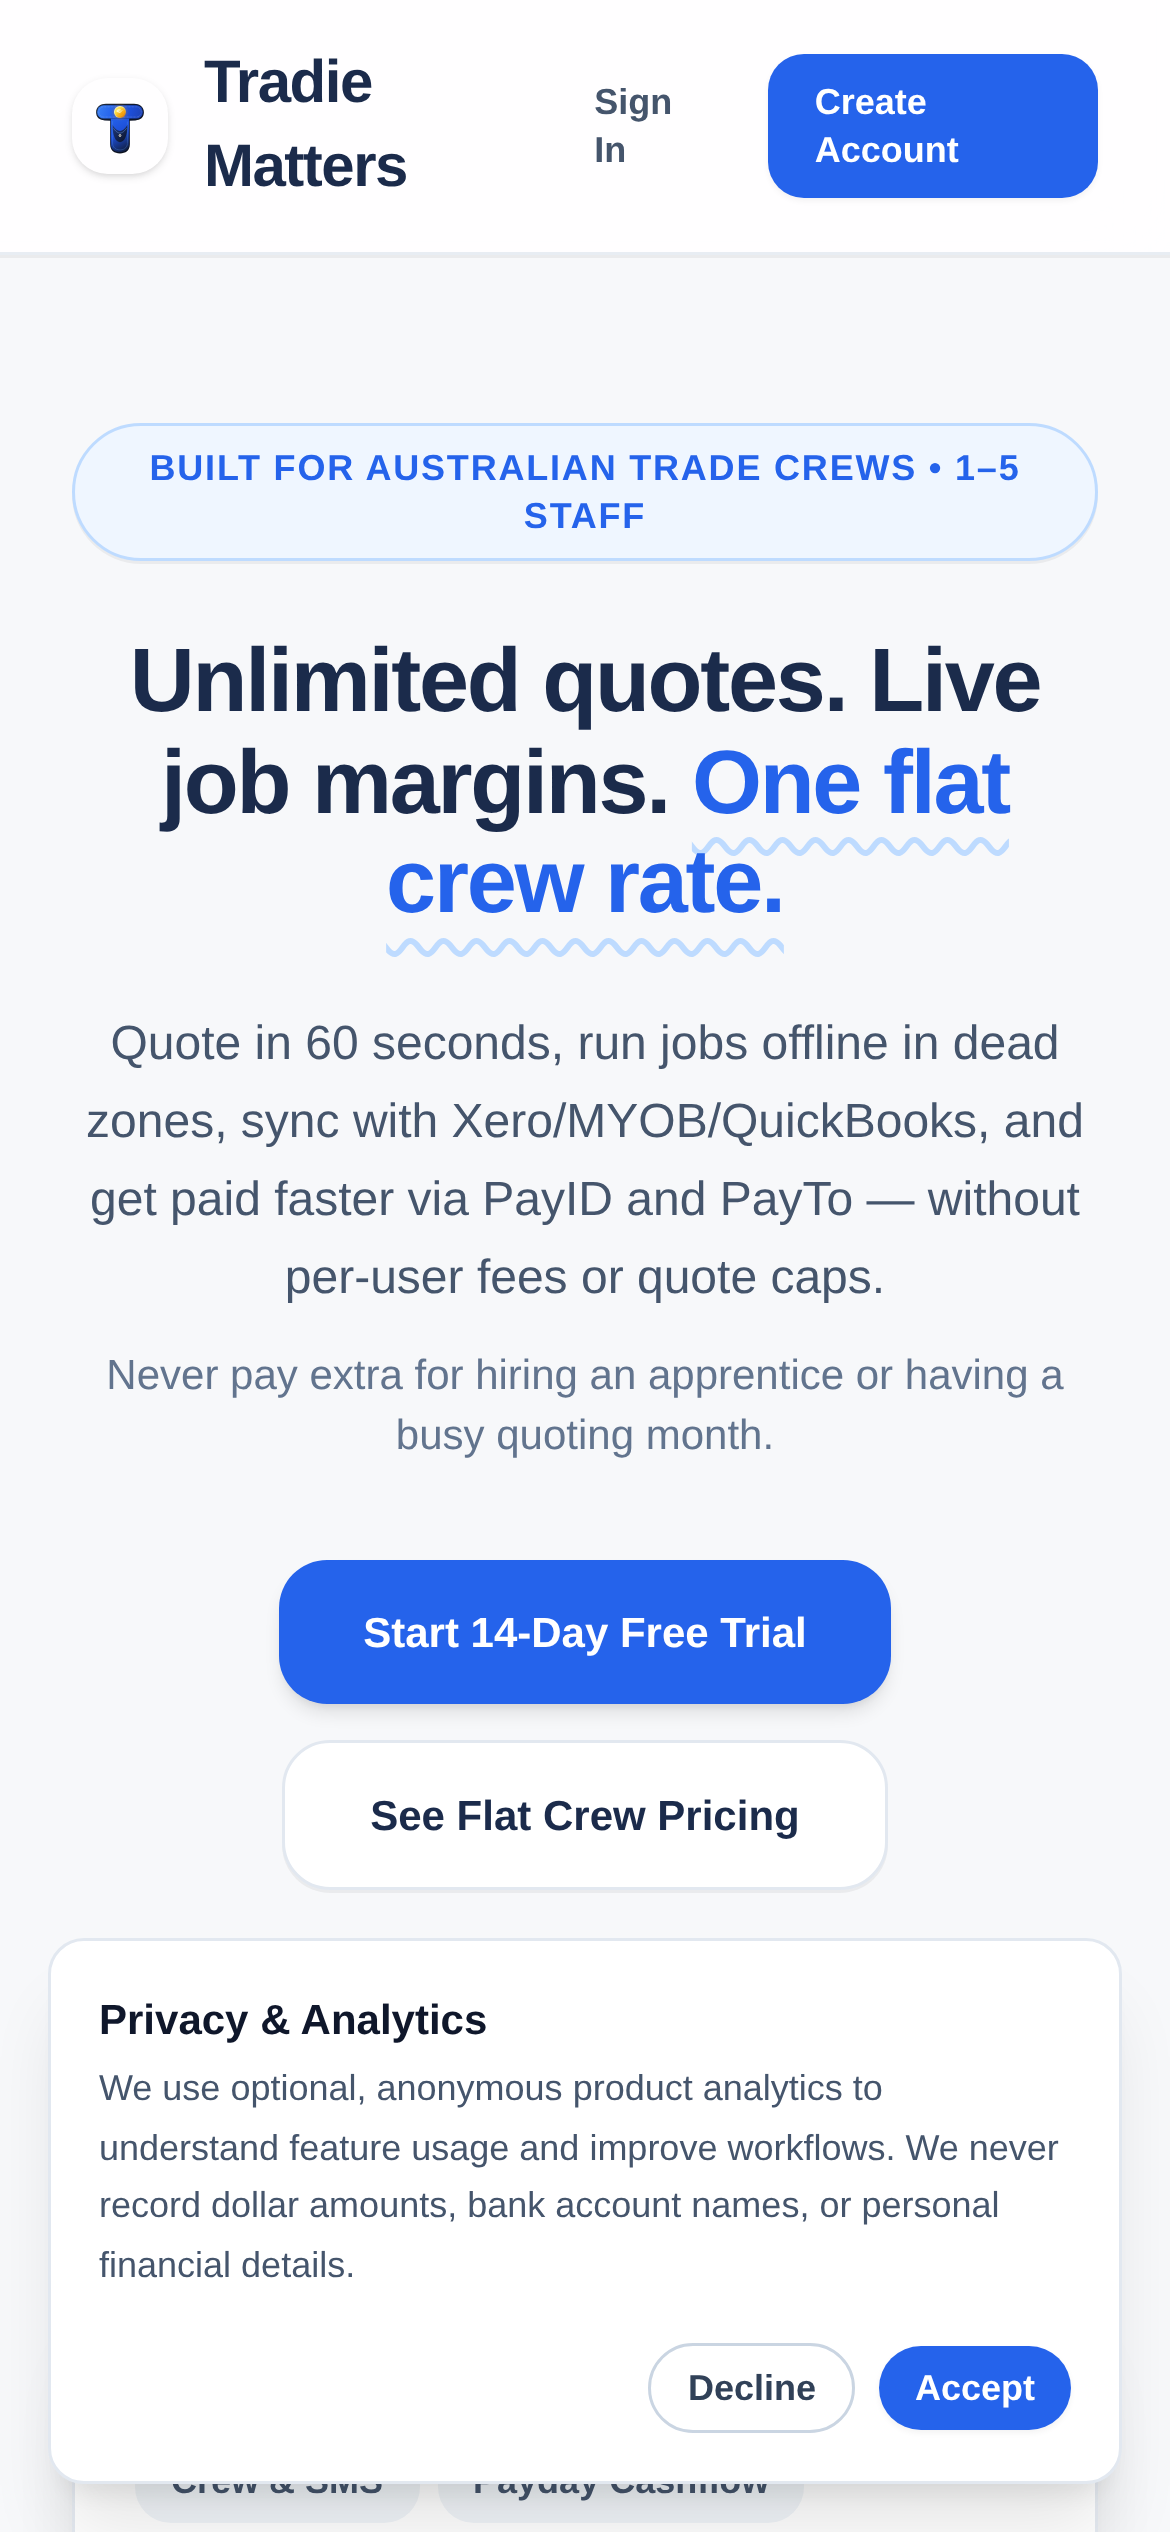 Tradie
Matters
Sign
In
Create
Account
BUILT FOR AUSTRALIAN TRADE CREWS • 1–5
STAFF
Unlimited quotes. Live
job margins. One flat
crew rate.
Quote in 60 seconds, run jobs offline in dead
zones, sync with Xero/MYOB/QuickBooks, and
get paid faster via PayID and PayTo — without
per-user fees or quote caps.
Never pay extra for hiring an apprentice or having a
busy quoting month.
Start 14-Day Free Trial
See Flat Crew Pricing
Privacy & Analytics
We use optional, anonymous product analytics to
understand feature usage and improve workflows. We never
record dollar amounts, bank account names, or personal
financial details.
Decline
Accept
Crew & SMS
Payday Cashflow